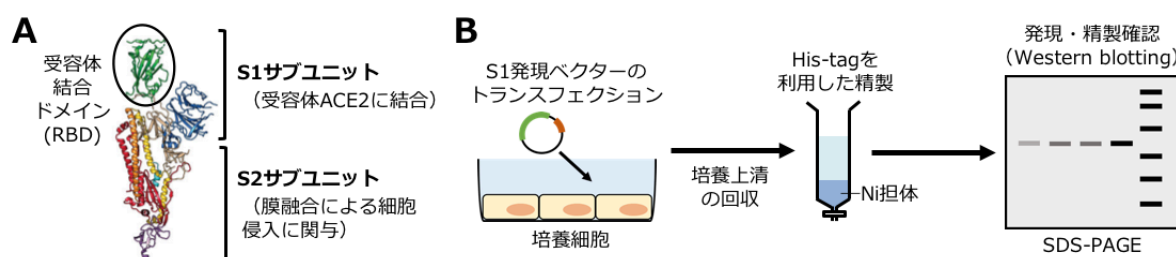 A
受容体
結合
ドメイン
(RBD)
S1サブユニット
（受容体ACE2に結合）
S2サブユニット
（膜融合による細胞
侵入に関与）
B
S1発現ベクターの
トランスフェクション
培養細胞
培養上清
の回収
His-tagを
利用した精製
Ni担体
発現・精製確認
（Western blotting）
SDS-PAGE